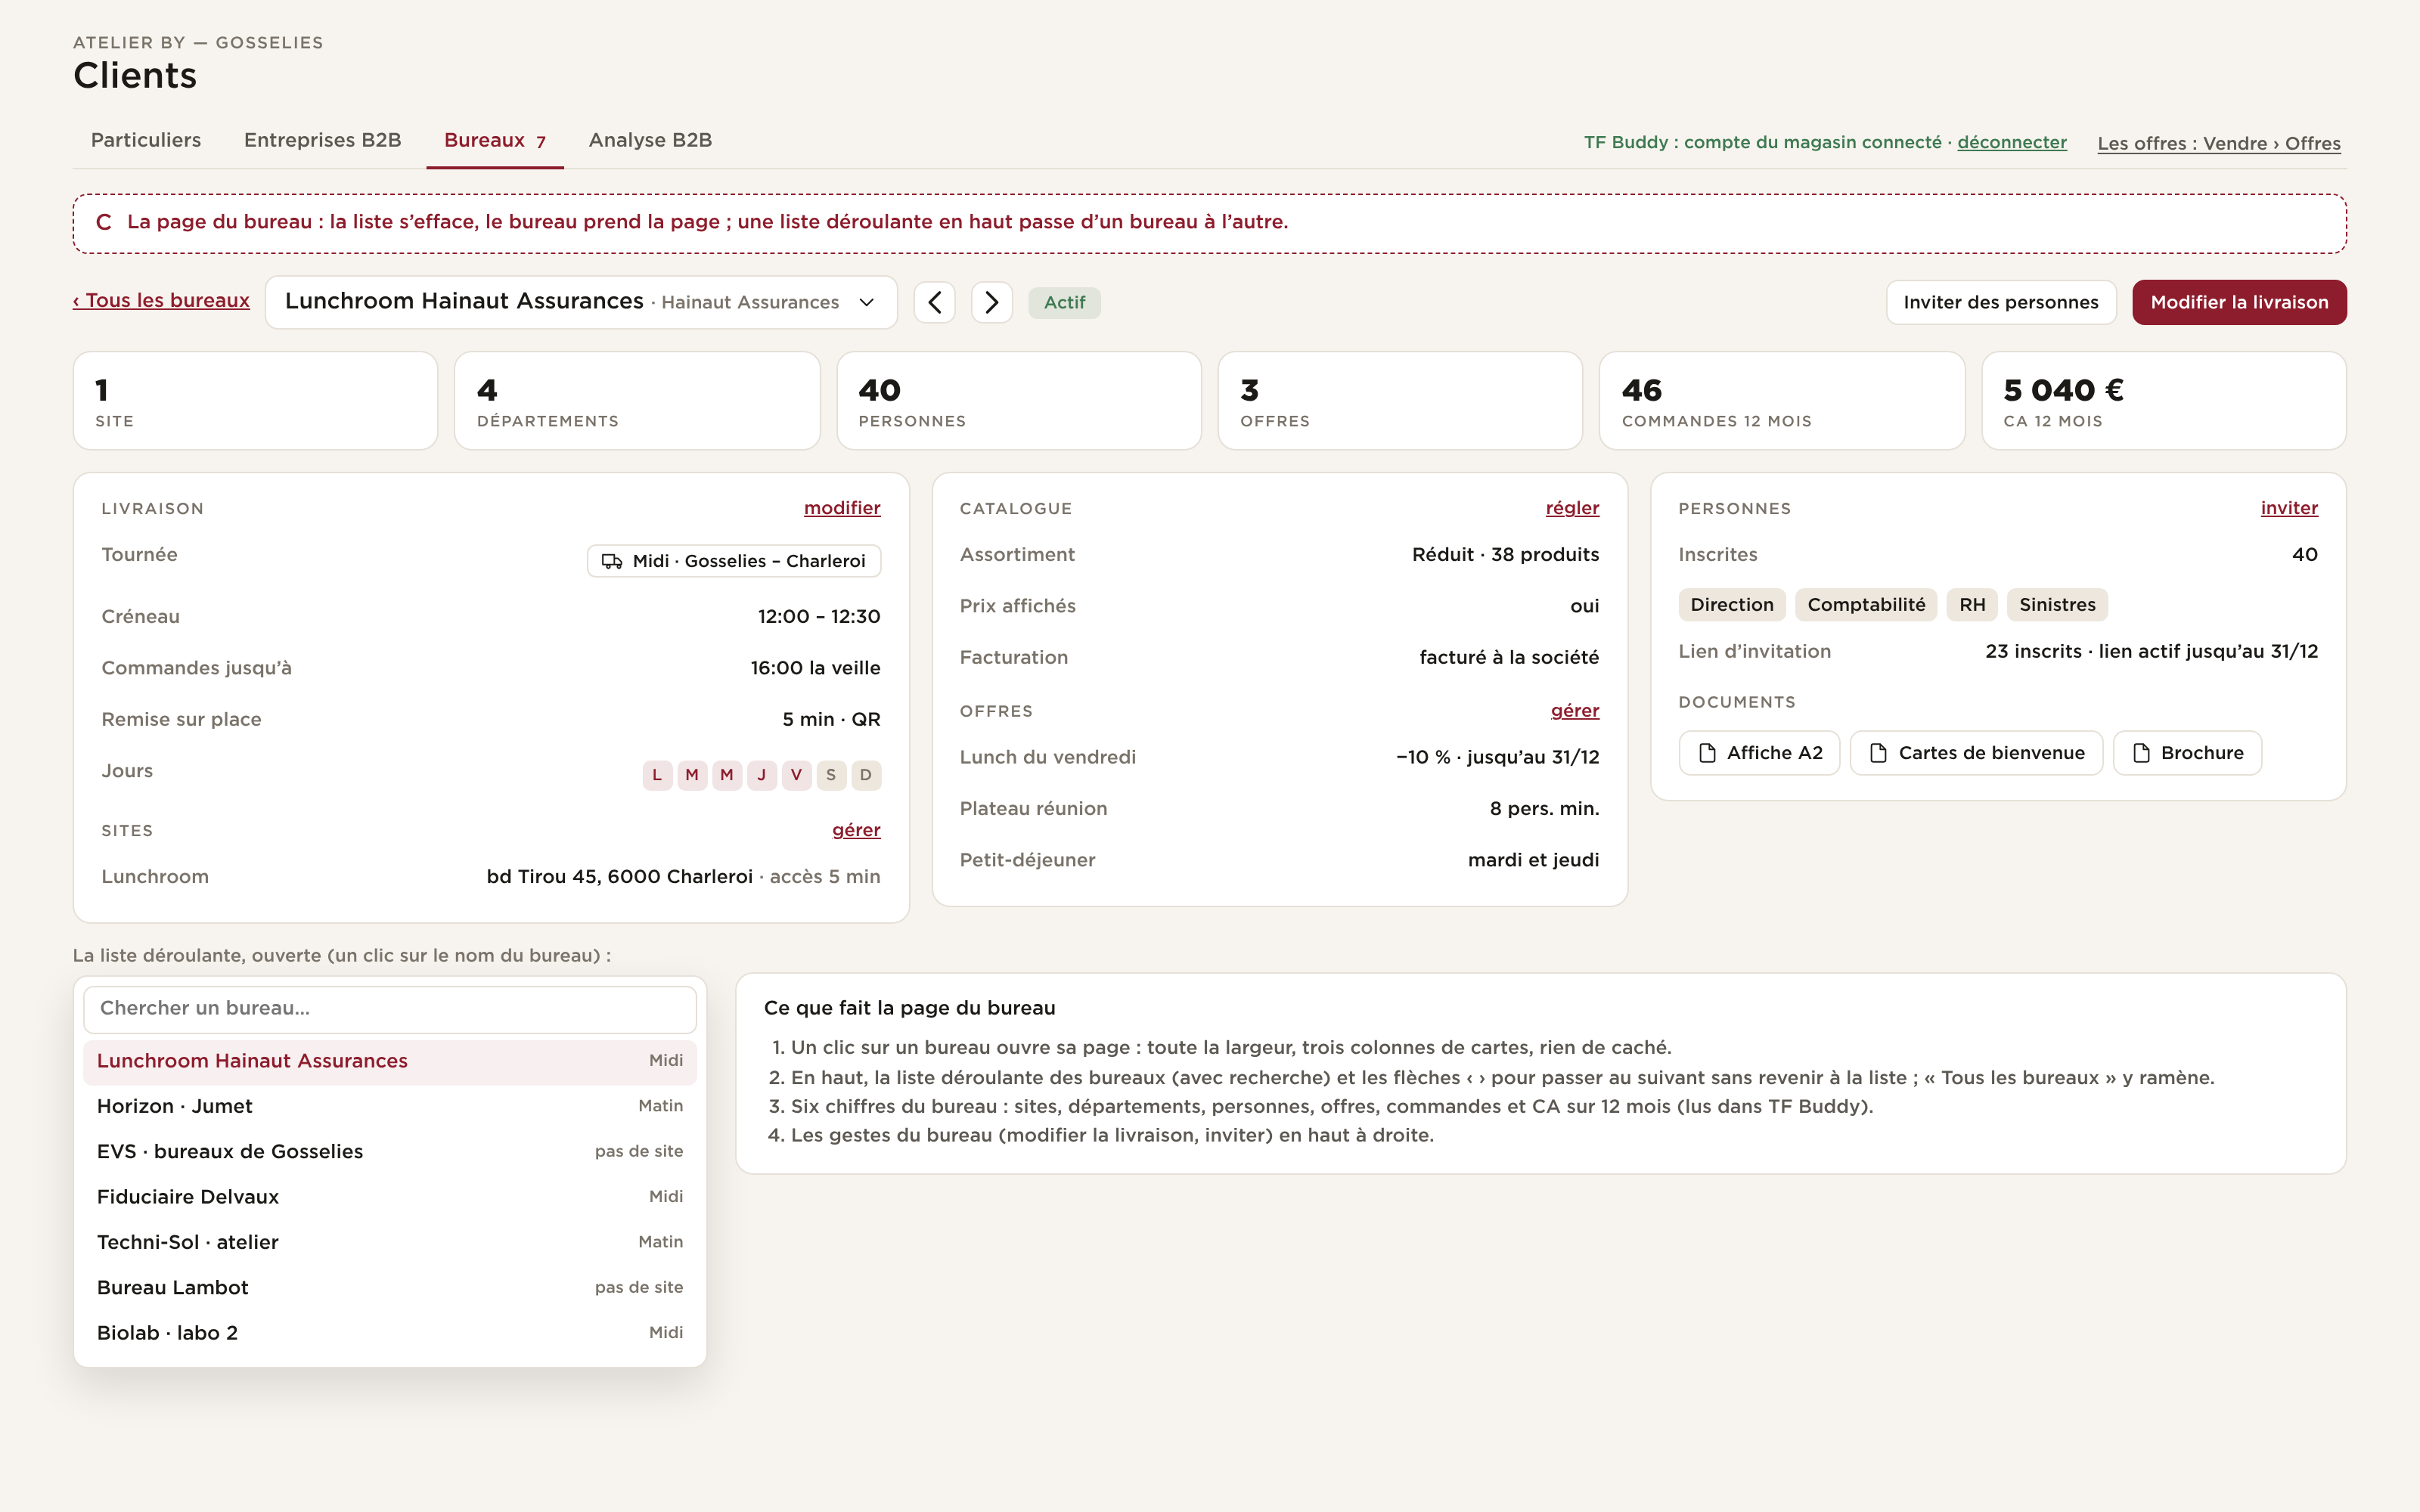 ATELIER BY — GOSSELIES
Clients
Particuliers
Entreprises B2B
Bureaux 7
Analyse B2B
TF Buddy : compte du magasin connecté · déconnecter
Les offres : Vendre › Offres
C La page du bureau : la liste s’efface, le bureau prend la page ; une liste déroulante en haut passe d’un bureau à l’autre.
‹ Tous les bureaux
Lunchroom Hainaut Assurances · Hainaut Assurances
Actif
Inviter des personnes
Modifier la livraison
1
SITE
4
DÉPARTEMENTS
40
PERSONNES
3
OFFRES
46
COMMANDES 12 MOIS
5 040 €
CA 12 MOIS
LIVRAISON modifier
Tournée Midi · Gosselies – Charleroi
Créneau 12:00 – 12:30
Commandes jusqu’à 16:00 la veille
Remise sur place 5 min · QR
Jours L M M J V S D
SITES gérer
Lunchroom bd Tirou 45, 6000 Charleroi · accès 5 min
CATALOGUE régler
Assortiment Réduit · 38 produits
Prix affichés oui
Facturation facturé à la société
OFFRES gérer
Lunch du vendredi −10 % · jusqu’au 31/12
Plateau réunion 8 pers. min.
Petit-déjeuner mardi et jeudi
PERSONNES inviter
Inscrites 40
Direction Comptabilité RH Sinistres
Lien d’invitation 23 inscrits · lien actif jusqu’au 31/12
DOCUMENTS
Affiche A2 Cartes de bienvenue Brochure
La liste déroulante, ouverte (un clic sur le nom du bureau) :
Chercher un bureau…
Lunchroom Hainaut Assurances Midi
Horizon · Jumet Matin
EVS · bureaux de Gosselies pas de site
Fiduciaire Delvaux Midi
Techni-Sol · atelier Matin
Bureau Lambot pas de site
Biolab · labo 2 Midi
Ce que fait la page du bureau
1. Un clic sur un bureau ouvre sa page : toute la largeur, trois colonnes de cartes, rien de caché.
2. En haut, la liste déroulante des bureaux (avec recherche) et les flèches ‹ › pour passer au suivant sans revenir à la liste ; « Tous les bureaux » y ramène.
3. Six chiffres du bureau : sites, départements, personnes, offres, commandes et CA sur 12 mois (lus dans TF Buddy).
4. Les gestes du bureau (modifier la livraison, inviter) en haut à droite.